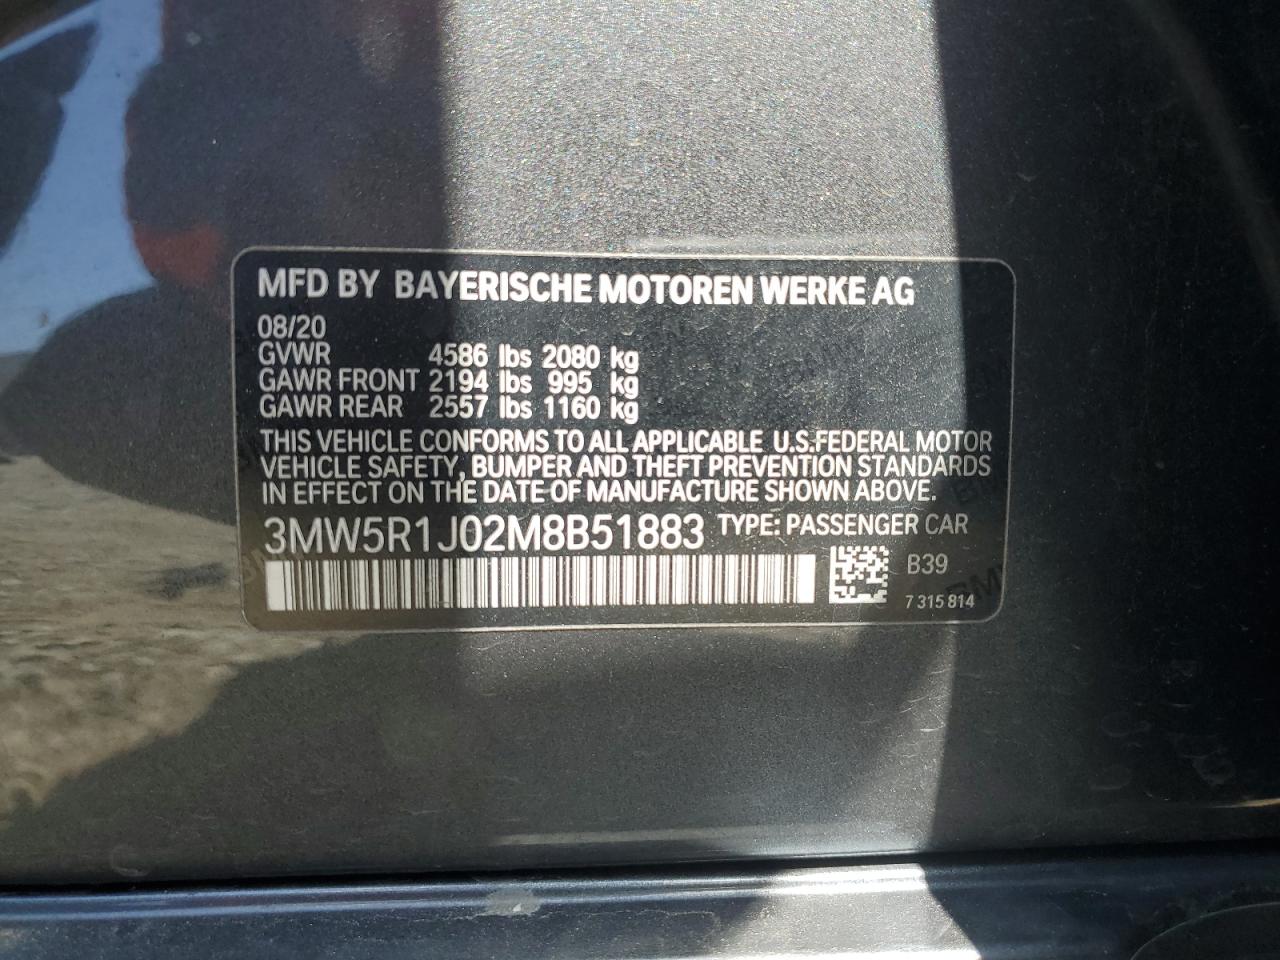 MFD BY BAYERISCHE MOTOREN WERKE AG
08/20
GVWR 4586 lbs 2080 kg
GAWR FRONT 2194 lbs 995 kg
GAWR REAR 2557 lbs 1160 kg
THIS VEHICLE CONFORMS TO ALL APPLICABLE U.S.FEDERAL MOTOR
VEHICLE SAFETY, BUMPER AND THEFT PREVENTION STANDARDS
IN EFFECT ON THE DATE OF MANUFACTURE SHOWN ABOVE.
3MW5R1J02M8B51883 TYPE: PASSENGER CAR
B39
7 315 814